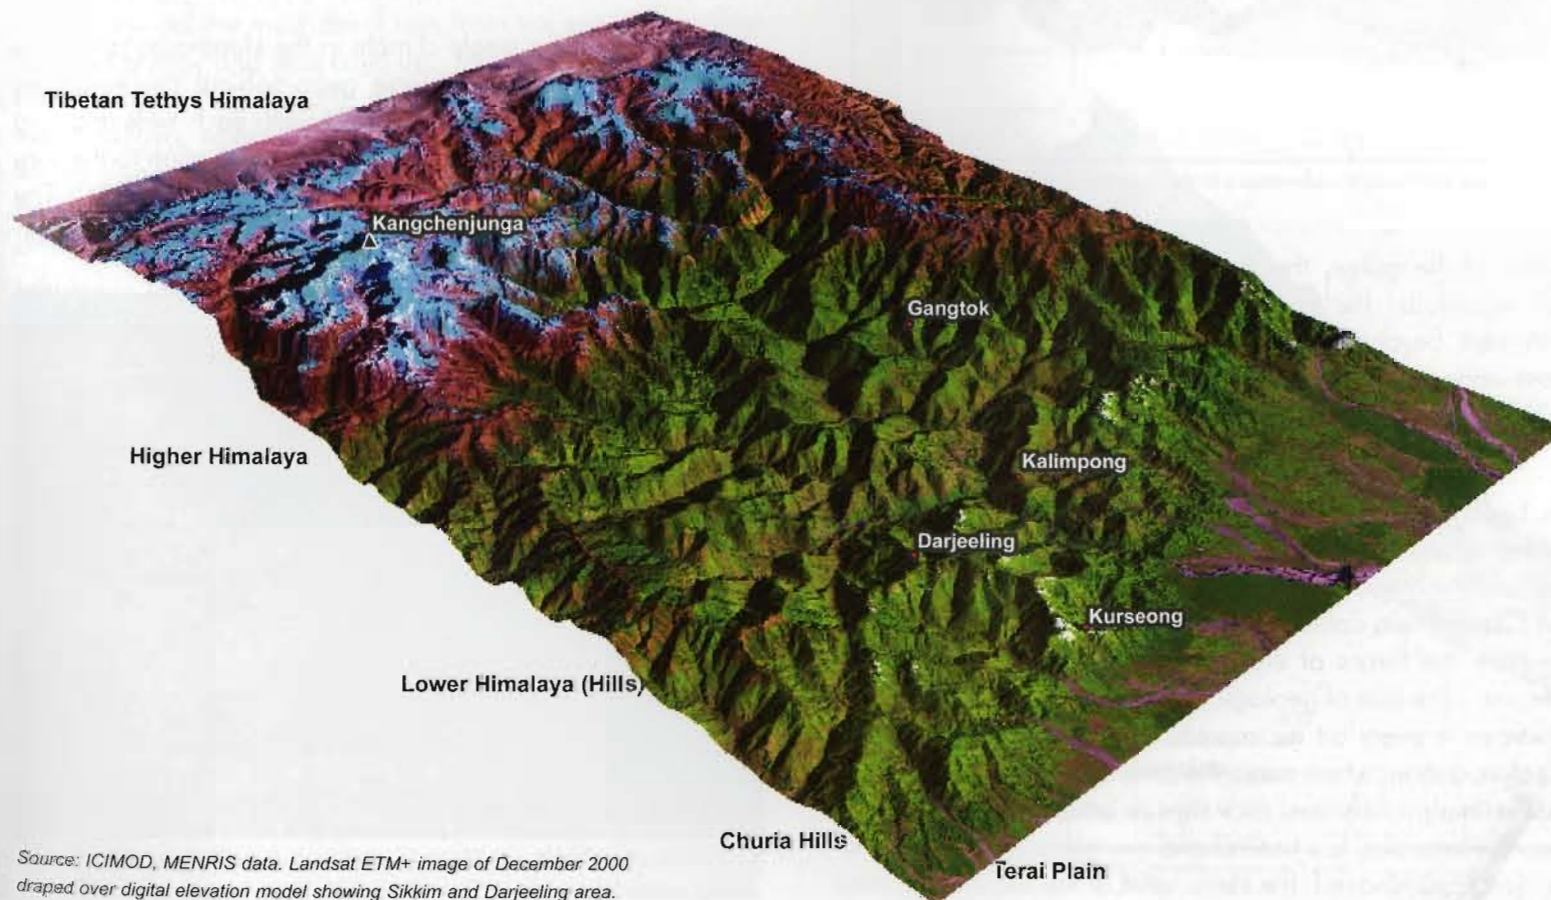 Tibetan Tethys Himalaya
Kangchenjunga
Gangtok
Higher Himalaya
Kalimpong
Darjeeling
Kurseong
Lower Himalaya (Hills)
Churia Hills
Terai Plain
Source: ICIMOD, MENRIS data. Landsat ETM+ image of December 2000
draped over digital elevation model showing Sikkim and Darjeeling area.